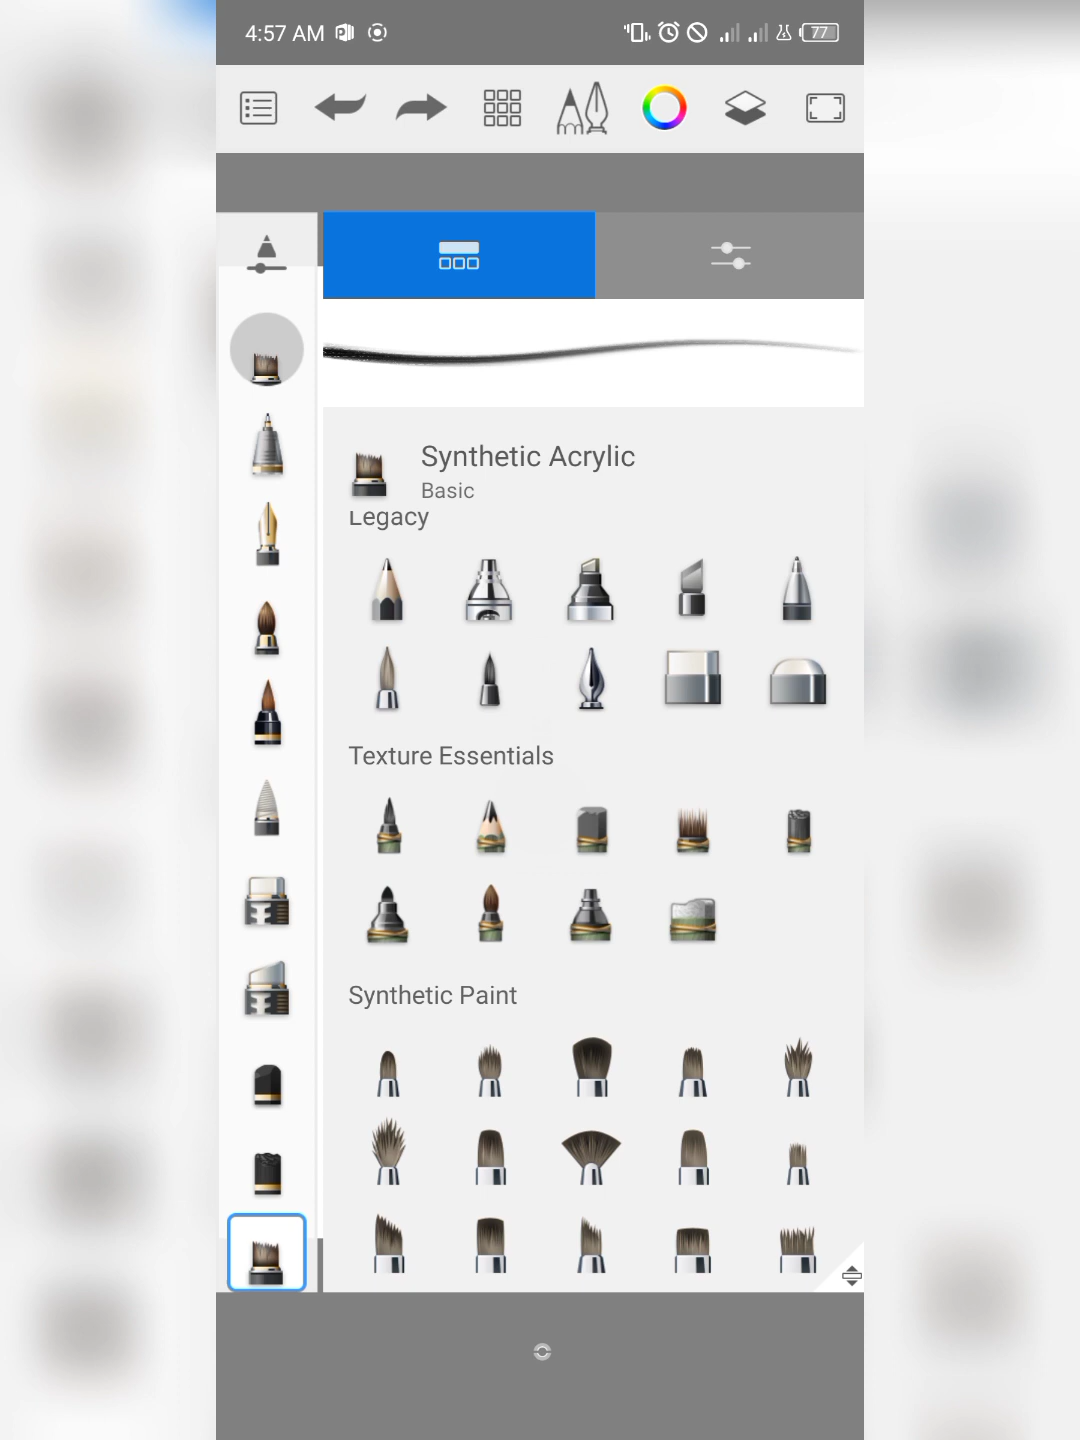 4:57 AM
77
Synthetic Acrylic
Basic
Legacy
Texture Essentials
Synthetic Paint